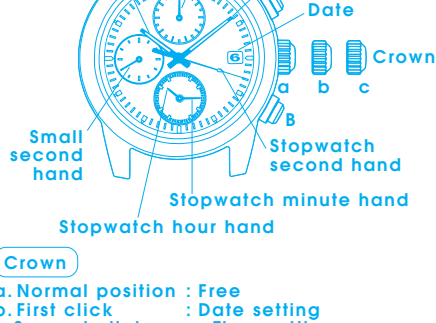 Date
6
Crown
a b c
B
Small
second
hand
Stopwatch
second hand
Stopwatch minute hand
Stopwatch hour hand
Crown
a. Normal position : Free
b. First click : Date setting